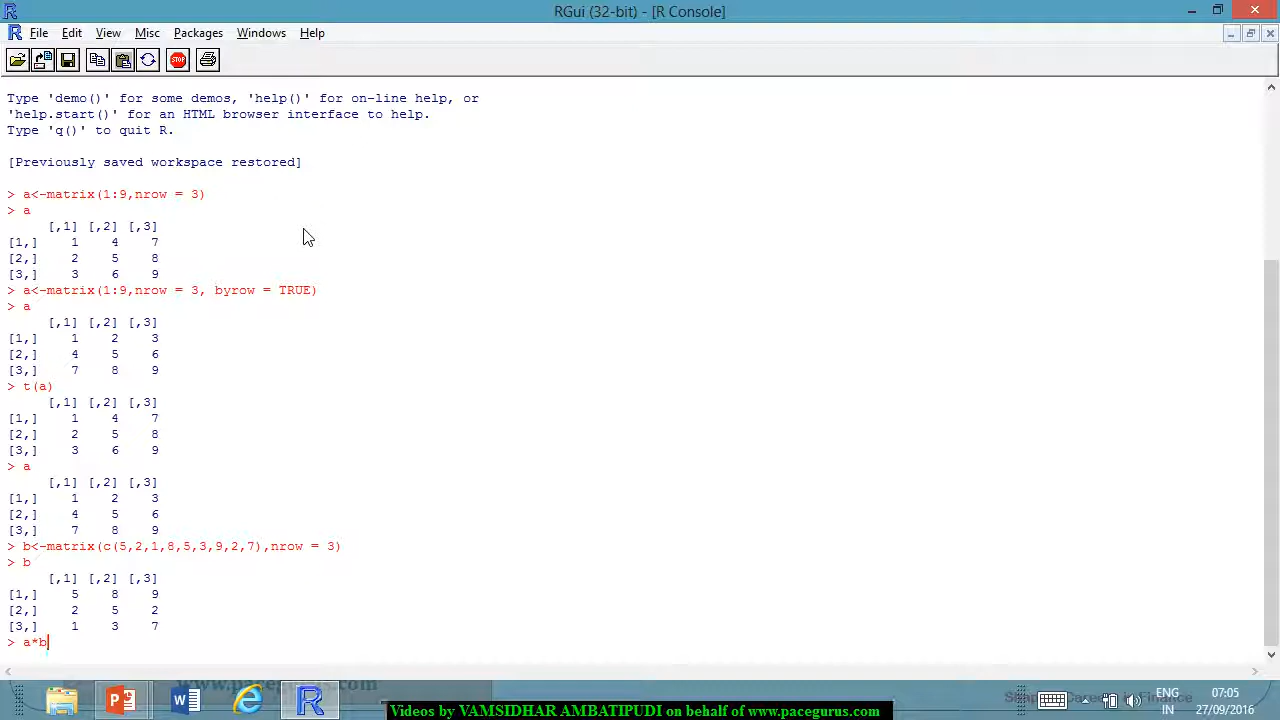 RGui (32-bit) - [R Console]
File Edit View Misc Packages Windows Help
STOP
Type 'demo()' for some demos, 'help()' for on-line help, or
'help.start()' for an HTML browser interface to help.
Type 'q()' to quit R.
[Previously saved workspace restored]
> a<-matrix(1:9,nrow = 3)
> a
[,1] [,2] [,3]
[1,] 1 4 7
[2,] 2 5 8
[3,] 3 6 9
> a<-matrix(1:9,nrow = 3, byrow = TRUE)
> a
[,1] [,2] [,3]
[1,] 1 2 3
[2,] 4 5 6
[3,] 7 8 9
> t(a)
[,1] [,2] [,3]
[1,] 1 4 7
[2,] 2 5 8
[3,] 3 6 9
> a
[,1] [,2] [,3]
[1,] 1 2 3
[2,] 4 5 6
[3,] 7 8 9
> b<-matrix(c(5,2,1,8,5,3,9,2,7),nrow = 3)
> b
[,1] [,2] [,3]
[1,] 5 8 9
[2,] 2 5 2
[3,] 1 3 7
> a*b
www.pacegurus.com
in Finance
ENG 07:05
IN 27/09/2016
Videos by VAMSIDHAR AMBATIPUDI on behalf of www.pacegurus.com